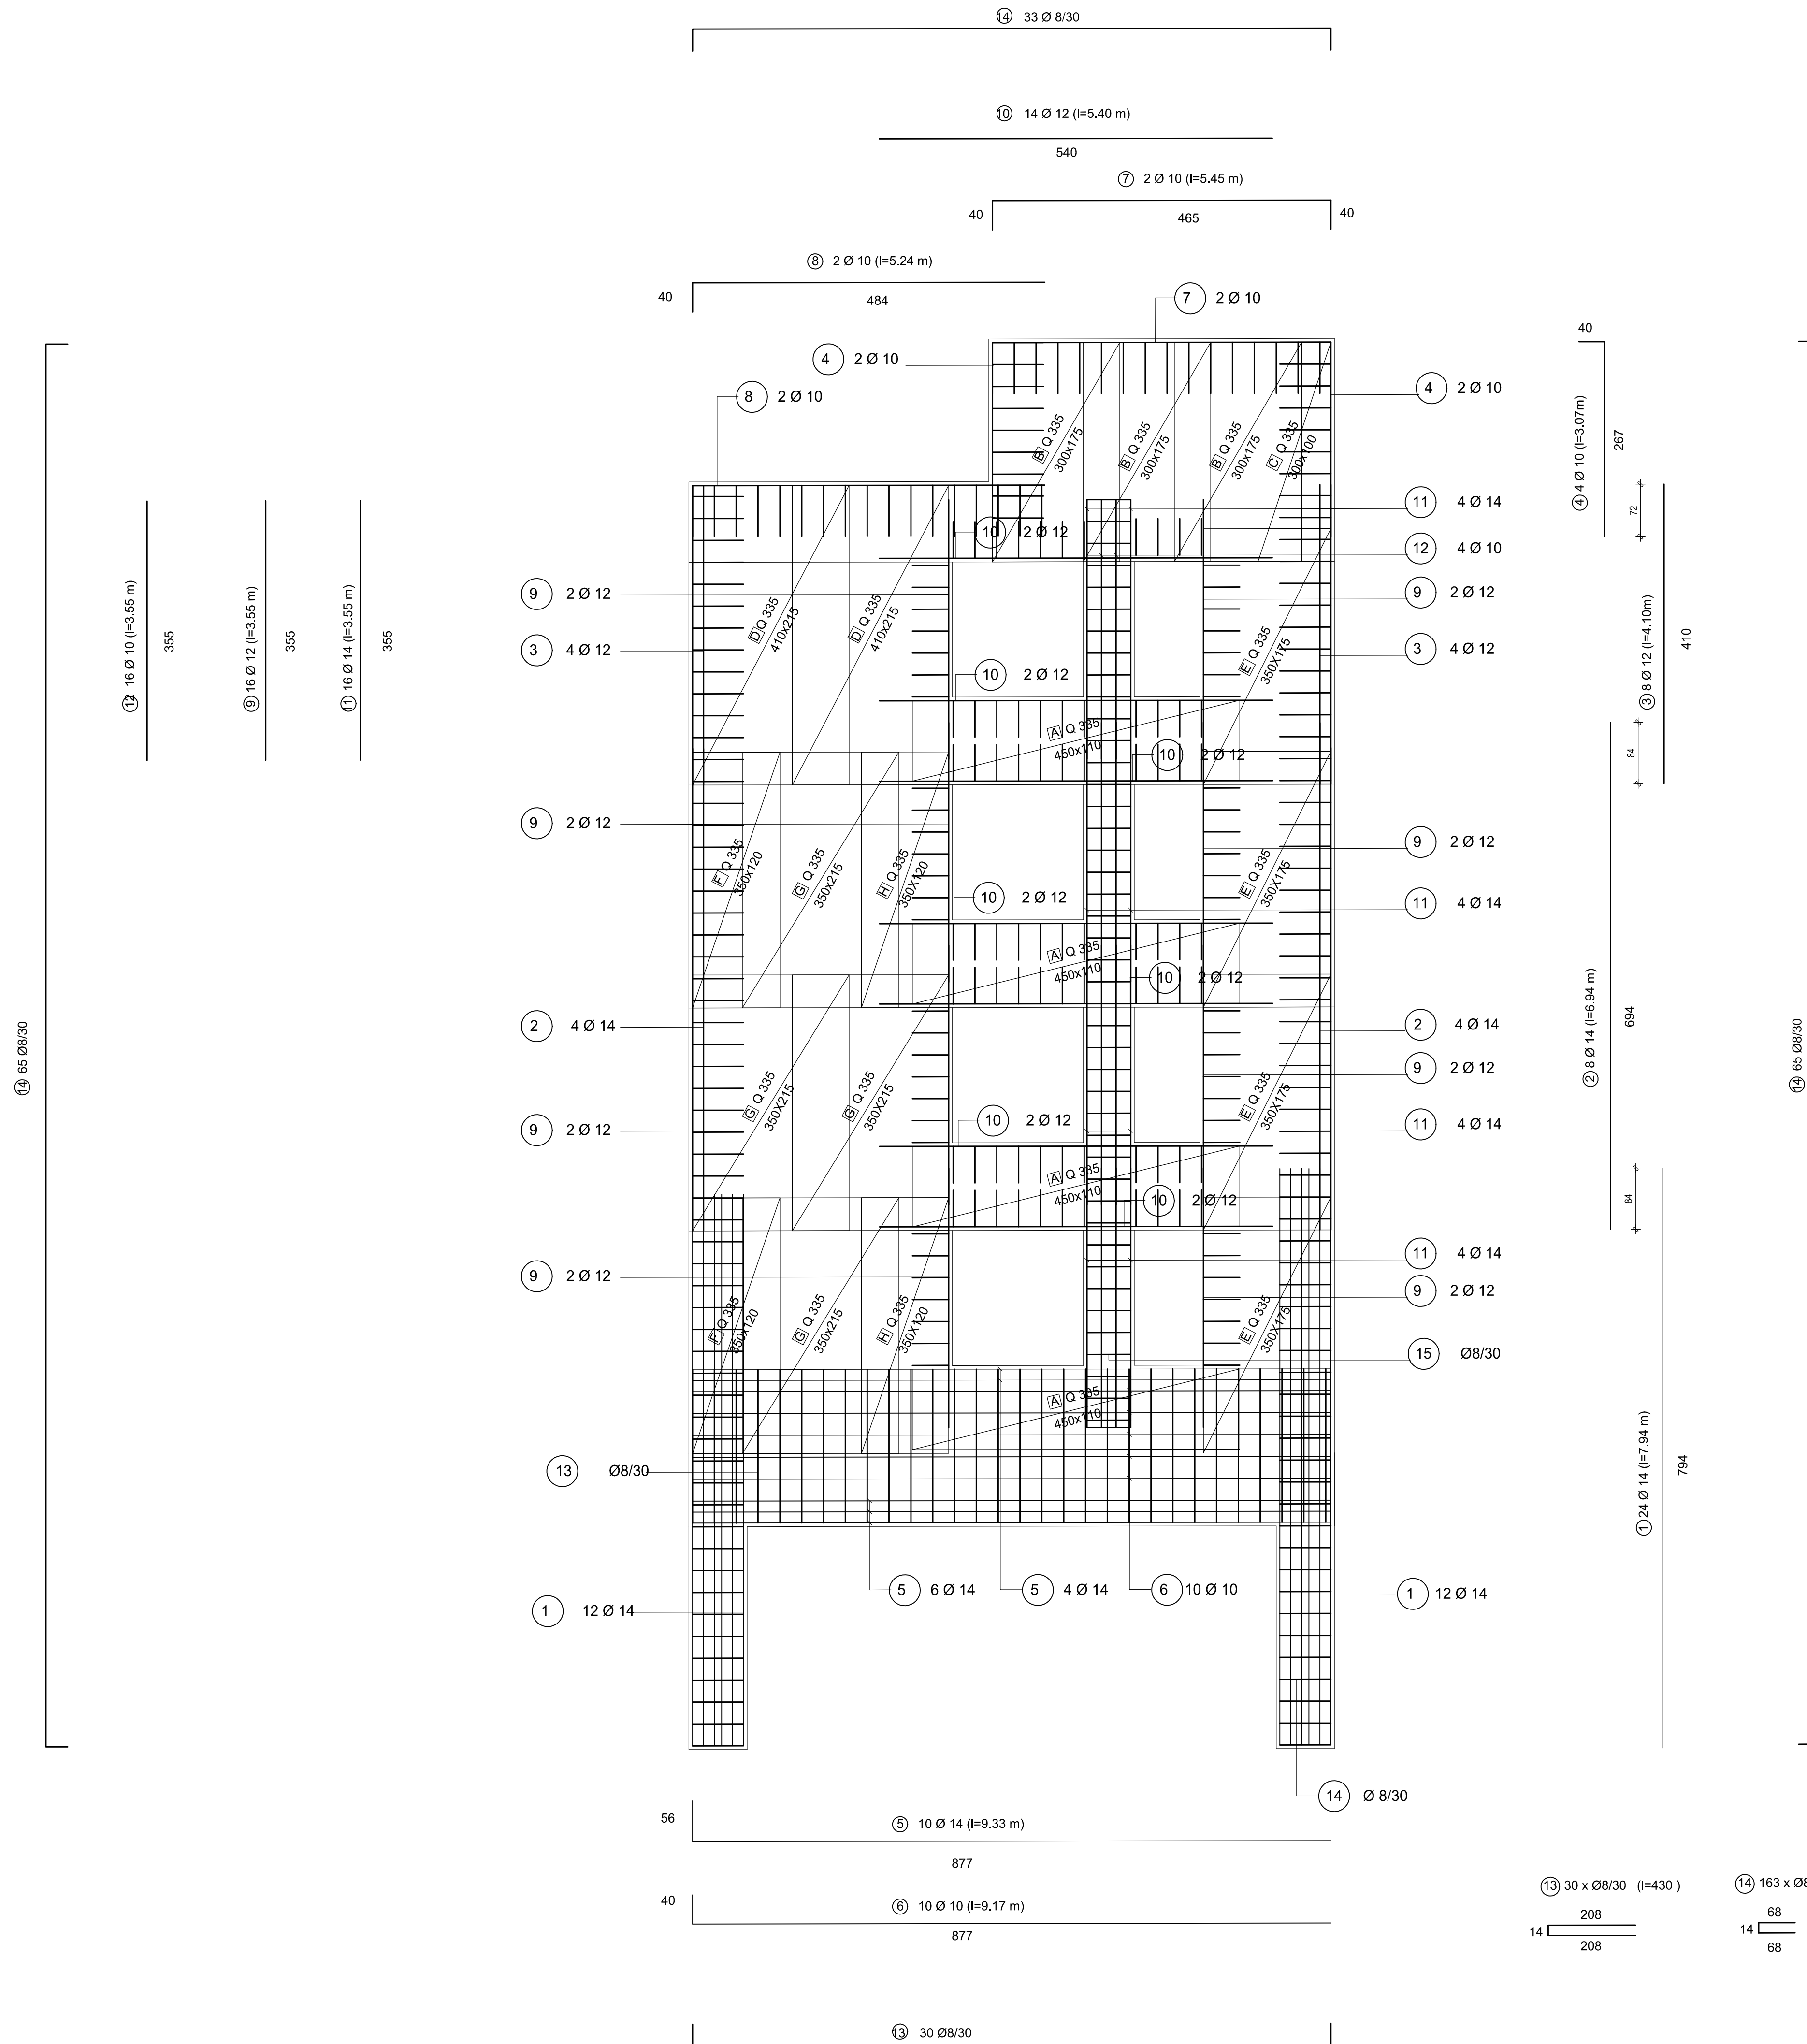 14 33 Ø 8/30
10 14 Ø 12 (l=5.40 m)
540
7 2 Ø 10 (l=5.45 m)
40 465 40
8 2 Ø 10 (l=5.24 m)
40 484
7 2 Ø 10
4 2 Ø 10
8 2 Ø 10
4 2 Ø 10
40
4 4 Ø 10 (l=3.07m)
267
72
B Q 335
300x175
B Q 335
300x175
B Q 335
300x175
C Q 335
300x100
11 4 Ø 14
12 4 Ø 10
10 2 Ø 12
12 16 Ø 10 (l=3.55 m)
355
9 16 Ø 12 (l=3.55 m)
355
11 16 Ø 14 (l=3.55 m)
355
9 2 Ø 12
9 2 Ø 12
3 4 Ø 12
3 4 Ø 12
D Q 335
410x215
D Q 335
410x215
E Q 335
350X175
10 2 Ø 12
3 8 Ø 12 (l=4.10m)
410
84
A Q 335
450x110
10 2 Ø 12
9 2 Ø 12
9 2 Ø 12
F Q 335
350x120
G Q 335
350x215
H Q 335
350X120
E Q 335
350X175
10 2 Ø 12
11 4 Ø 14
A Q 335
450x110
10 2 Ø 12
2 4 Ø 14
2 4 Ø 14
2 8 Ø 14 (l=6.94 m)
694
14 65 Ø8/30
14 65 Ø8/30
9 2 Ø 12
G Q 335
350X215
G Q 335
350X215
E Q 335
350X175
10 2 Ø 12
9 2 Ø 12
11 4 Ø 14
A Q 335
450x110
84
10 2 Ø 12
11 4 Ø 14
9 2 Ø 12
9 2 Ø 12
F Q 335
350x120
G Q 335
350x215
H Q 335
350X120
E Q 335
350X175
15 Ø8/30
A Q 335
450x110
1 24 Ø 14 (l=7.94 m)
794
13 Ø8/30
5 6 Ø 14
5 4 Ø 14
6 10 Ø 10
1 12 Ø 14
1 12 Ø 14
14 Ø 8/30
56
5 10 Ø 14 (l=9.33 m)
877
40
6 10 Ø 10 (l=9.17 m)
877
13 30 x Ø8/30 (l=430 )
208
14
208
14 163 x Ø8
68
14
68
13 30 Ø8/30